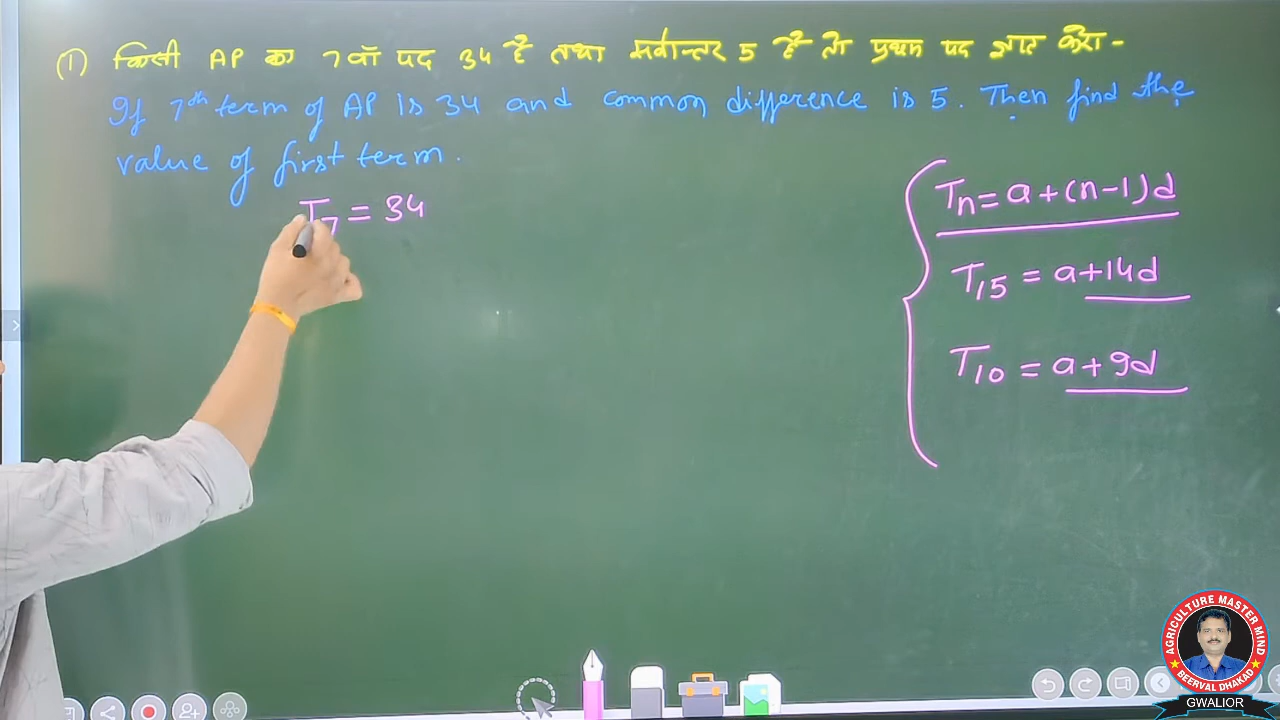 (1) किसी AP का 7वाँ पद 34 है तथा सर्वान्तर 5 है तो प्रथम पद ज्ञात करो -
If 7th term of AP is 34 and common difference is 5. Then find the
value of first term.
T7 = 34
Tn = a + (n-1)d
T15 = a+14d
T10 = a+9d
AGRICULTURE MASTER MIND
BEERVAL DHAKAD
GWALIOR